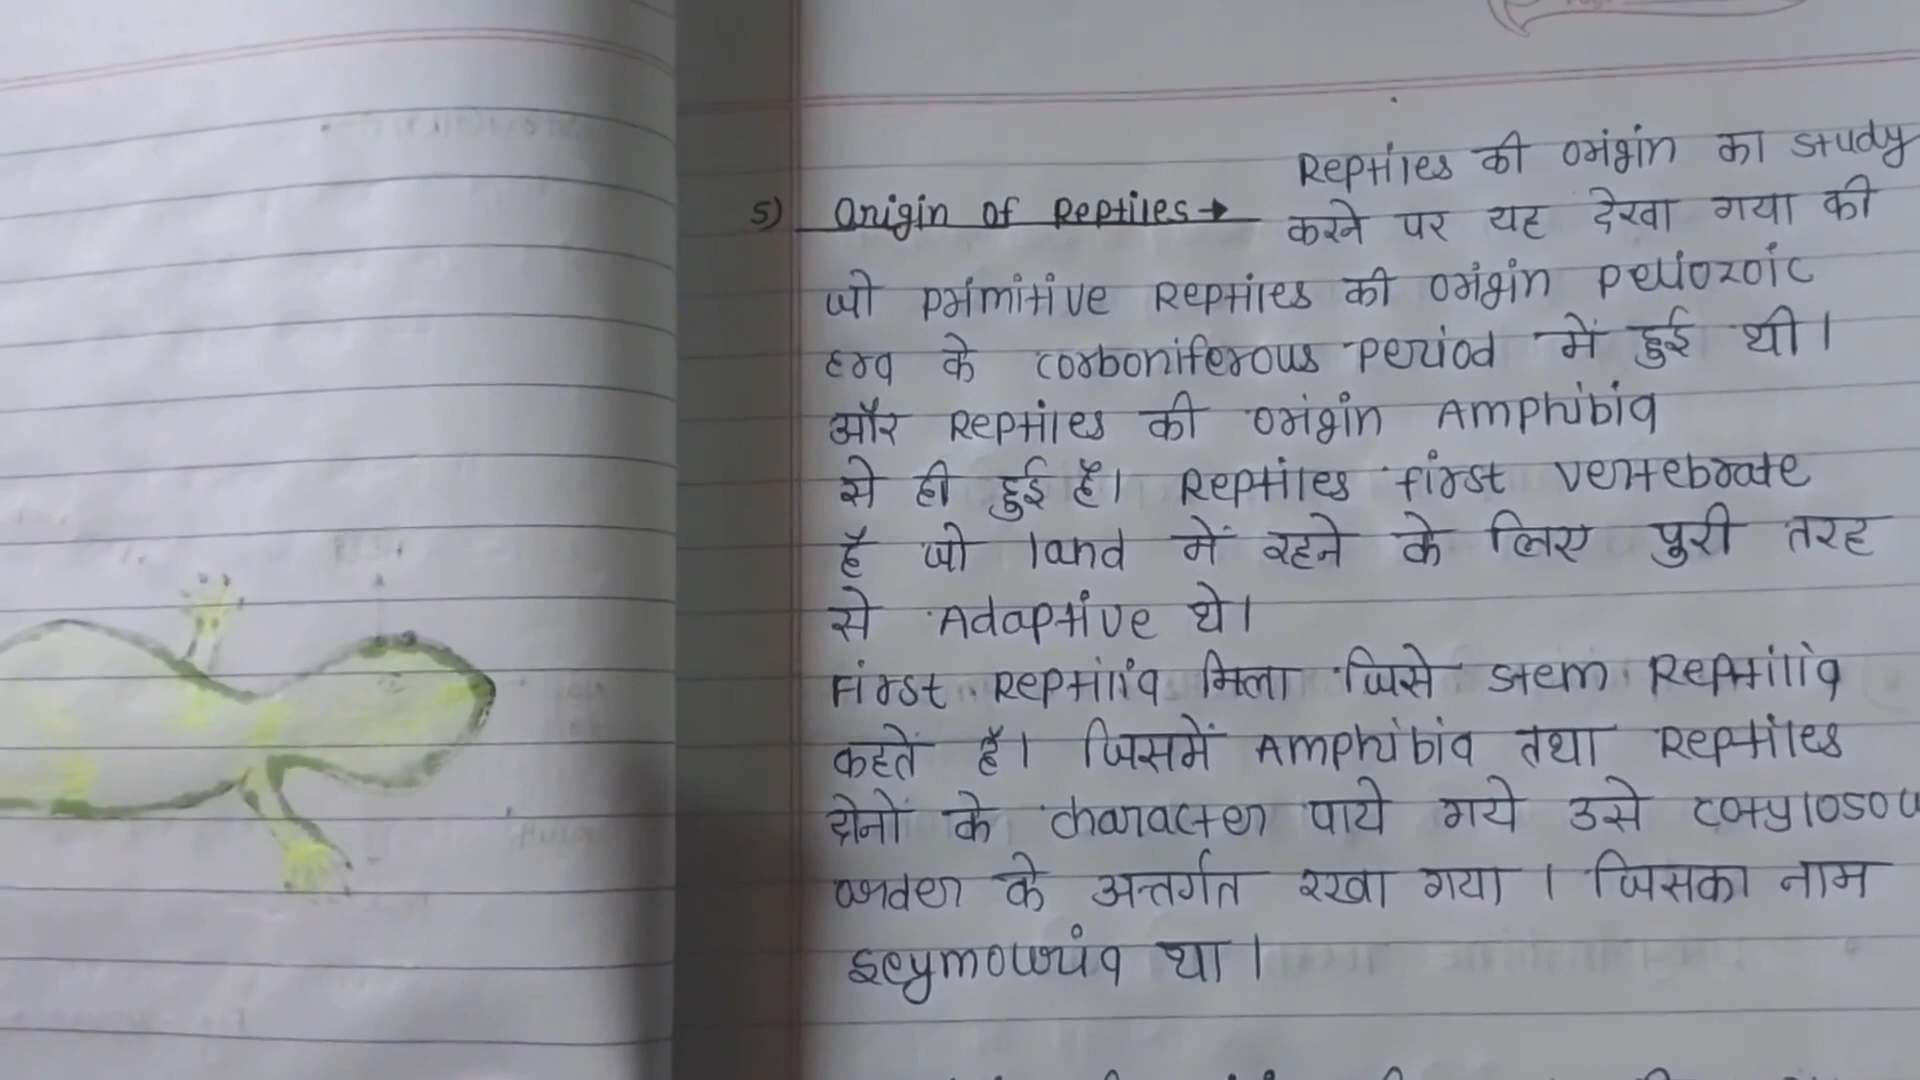 Reptiles की origin का study
5) Origin of Reptiles → करने पर यह देखा गया की
जो primitive Reptiles की origin peliozoic
era के corboniferous period में हुई थी।
और Reptiles की origin Amphibia
से ही हुई है। Reptiles first vertebrate
है जो land में रहने के लिए पुरी तरह
से Adaptive थे।
First Reptilia मिला जिसे stem Reptilia
कहतें हैं। जिसमें Amphibia तथा Reptiles
दोनों के character पाये गये उसे
order के अन्तर्गत रखा गया । जिसका नाम
seymouria था।